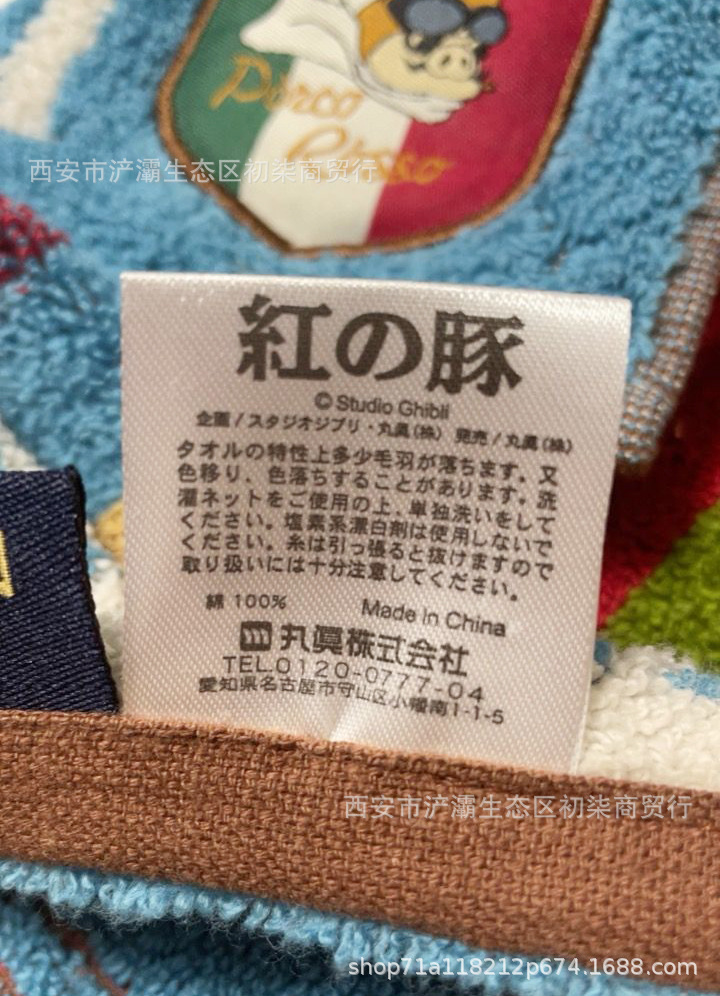 Porco
Rosso
西安市浐灞生态区初柒商贸行
紅の豚
© Studio Ghibli
企画/スタジオジブリ・丸眞(株) 発売/丸眞(株)
タオルの特性上多少毛羽が落ちます。又
色移り、色落ちすることがあります。洗
濯ネットをご使用の上、単独洗いをして
ください。塩素系漂白剤は使用しないで
ください。糸は引っ張ると抜けますので
取り扱いには十分注意してください。
綿 100% Made in China
丸眞株式会社
TEL.0120-0777-04
愛知県名古屋市守山区小幡南1-1-5
西安市浐灞生态区初柒商贸行
shop71a118212p674.1688.com